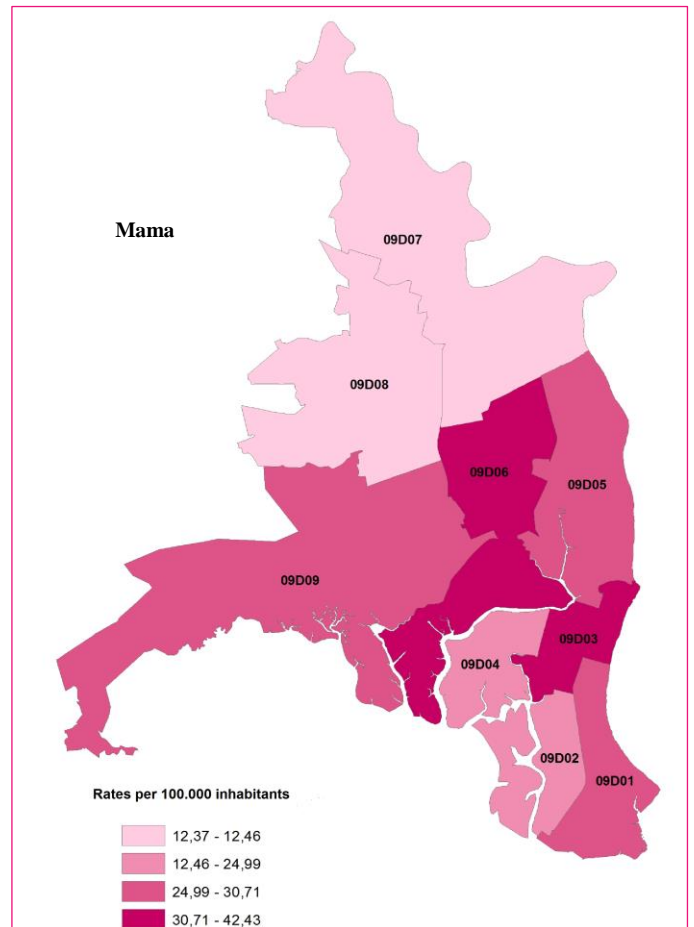 Mama
09D07
09D08
09D06
09D05
09D09
09D03
09D04
09D02
09D01
Rates per 100.000 inhabitants
12,37 - 12,46
12,46 - 24,99
24,99 - 30,71
30,71 - 42,43